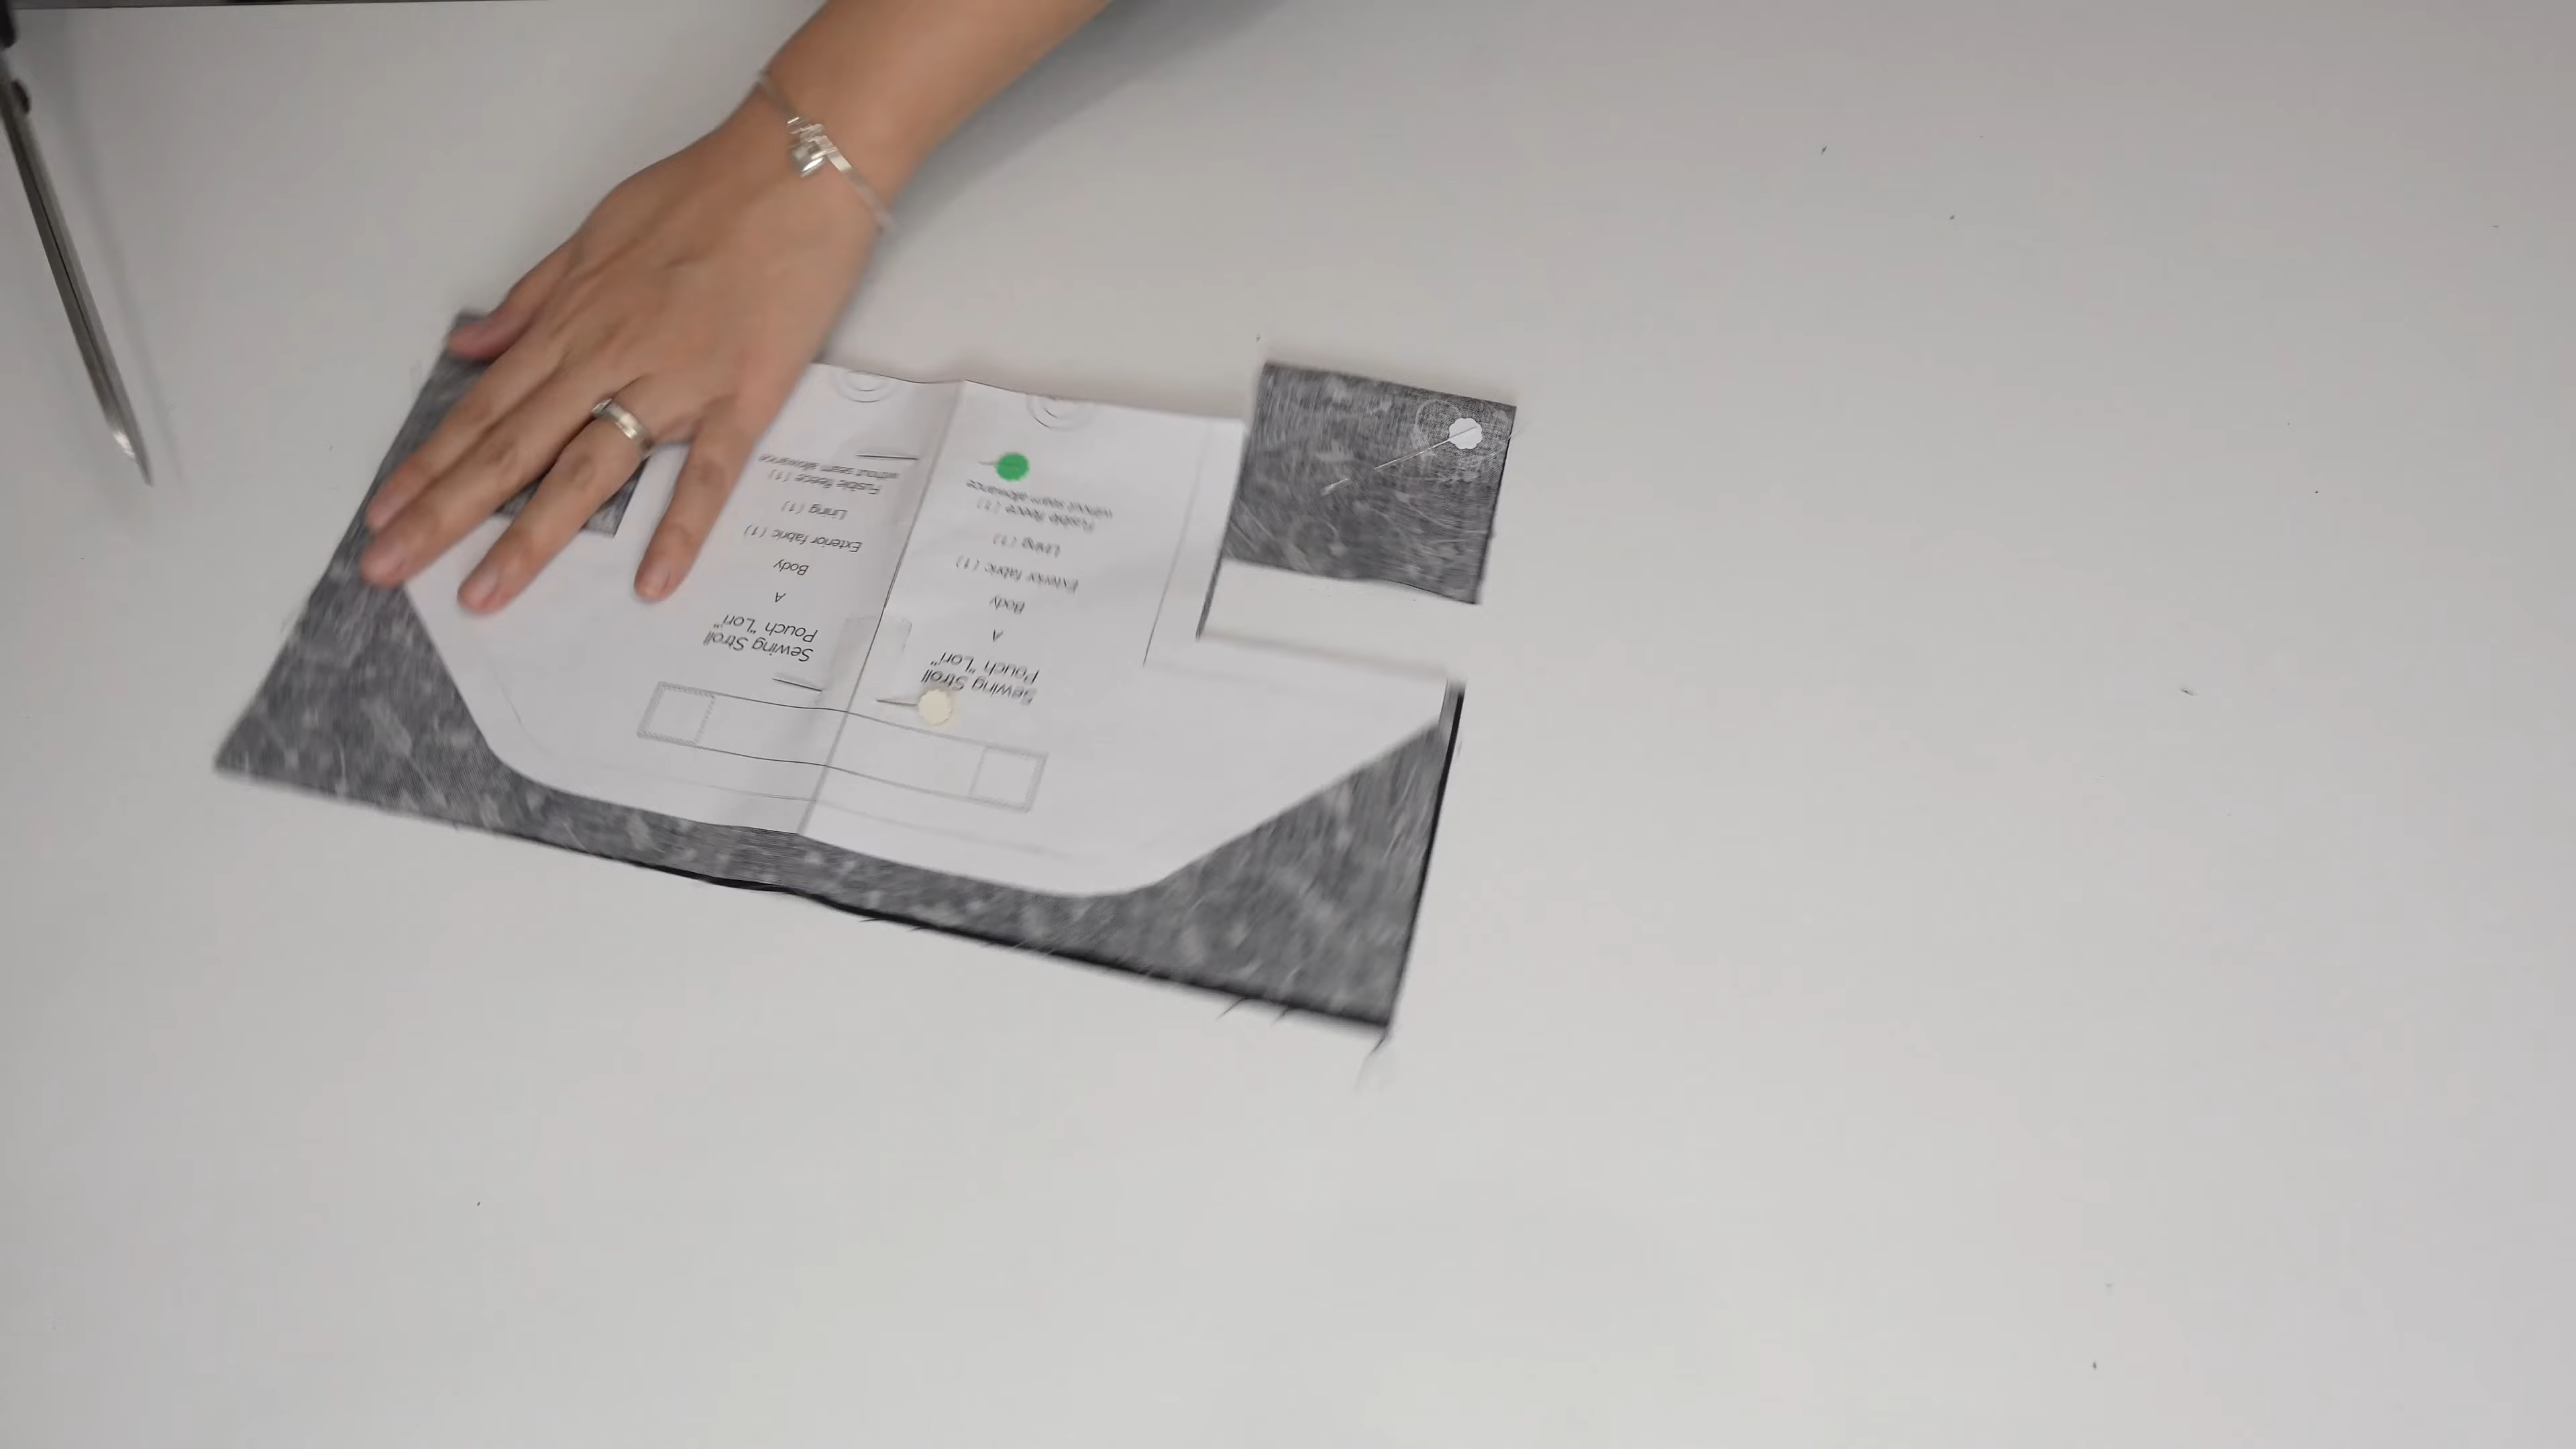 Sewing Stroll
Pouch "Lori"
A
Body
Exterior fabric (1)
Lining (1)
Fusible fleece (1)
without seam allowance
Sewing Stroll
Pouch "Lori"
A
Body
Exterior fabric (1)
Lining (1)
Fusible fleece (1)
without seam allowance